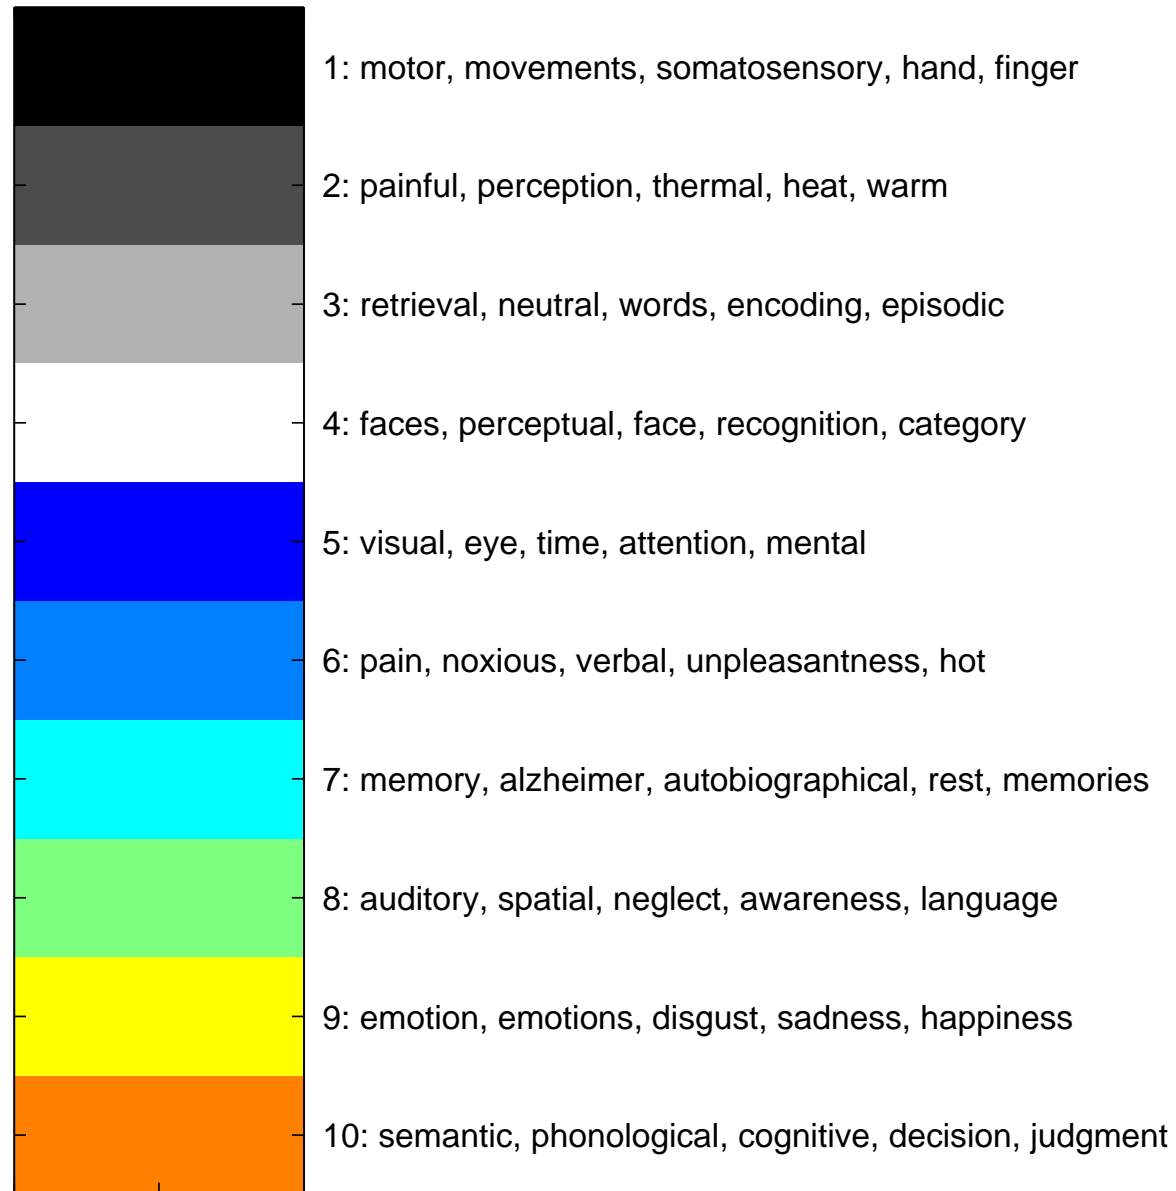 1: motor, movements, somatosensory, hand, finger
2: painful, perception, thermal, heat, warm
3: retrieval, neutral, words, encoding, episodic
4: faces, perceptual, face, recognition, category
5: visual, eye, time, attention, mental
6: pain, noxious, verbal, unpleasantness, hot
7: memory, alzheimer, autobiographical, rest, memories
8: auditory, spatial, neglect, awareness, language
9: emotion, emotions, disgust, sadness, happiness
10: semantic, phonological, cognitive, decision, judgment